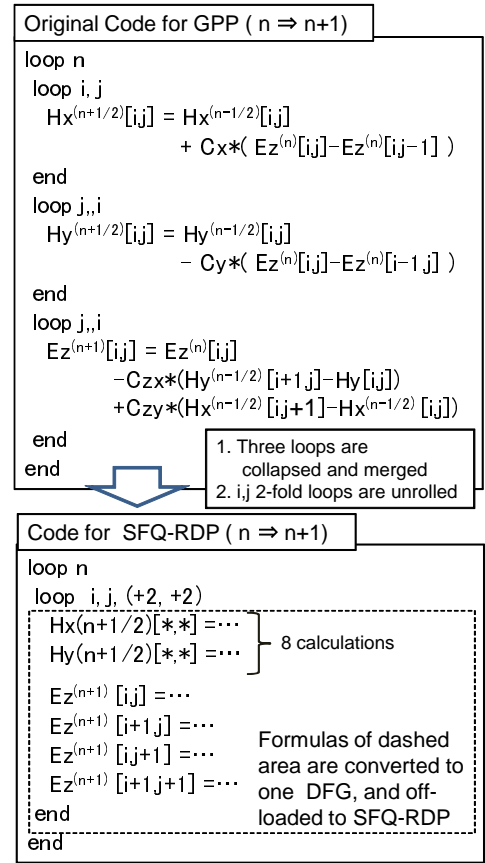 Original Code for GPP ( n ⇒ n+1)
loop n
loop i, j
Hx^(n+1/2)[i,j] = Hx^(n-1/2)[i,j]
+ Cx*( Ez^(n)[i,j]-Ez^(n)[i,j-1] )
end
loop j,,i
Hy^(n+1/2)[i,j] = Hy^(n-1/2)[i,j]
- Cy*( Ez^(n)[i,j]-Ez^(n)[i-1,j] )
end
loop j,,i
Ez^(n+1)[i,j] = Ez^(n)[i,j]
-Czx*(Hy^(n-1/2)[i+1,j]-Hy[i,j])
+Czy*(Hx^(n-1/2)[i,j+1]-Hx^(n-1/2)[i,j])
end
end
1. Three loops are
collapsed and merged
2. i,j 2-fold loops are unrolled
Code for SFQ-RDP ( n ⇒ n+1)
loop n
loop i, j, (+2, +2)
Hx(n+1/2)[*,*] =⋯
Hy(n+1/2)[*,*] =⋯
8 calculations
Ez^(n+1) [i,j] =⋯
Ez^(n+1) [i+1,j] =⋯
Ez^(n+1) [i,j+1] =⋯
Ez^(n+1) [i+1,j+1] =⋯
Formulas of dashed
area are converted to
one DFG, and off-
loaded to SFQ-RDP
end
end